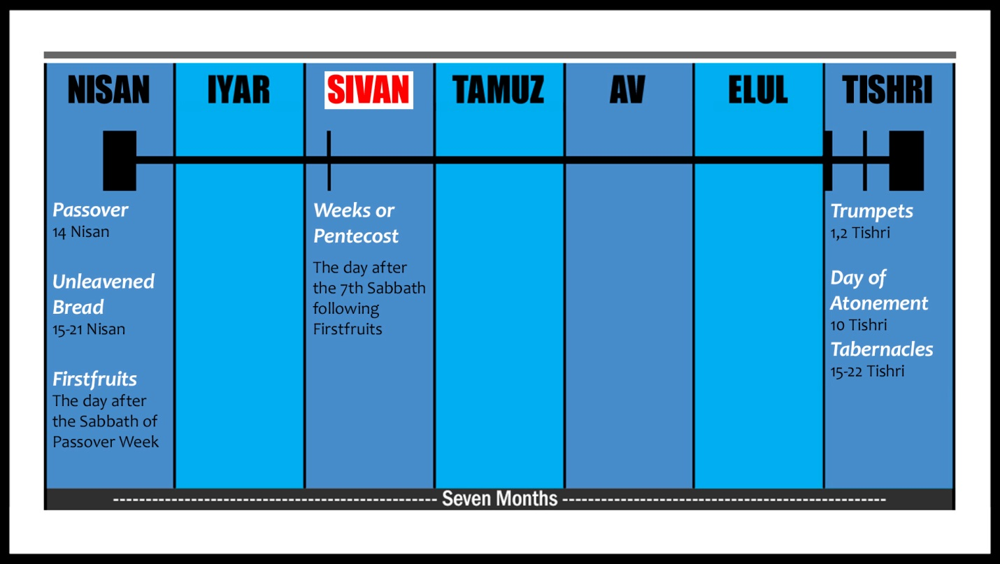 NISAN
IYAR
SIVAN
TAMUZ
AV
ELUL
TISHRI
Passover
14 Nisan
Unleavened
Bread
15-21 Nisan
Firstfruits
The day after
the Sabbath of
Passover Week
Weeks or
Pentecost
The day after
the 7th Sabbath
following
Firstfruits
Trumpets
1,2 Tishri
Day of
Atonement
10 Tishri
Tabernacles
15-22 Tishri
Seven Months